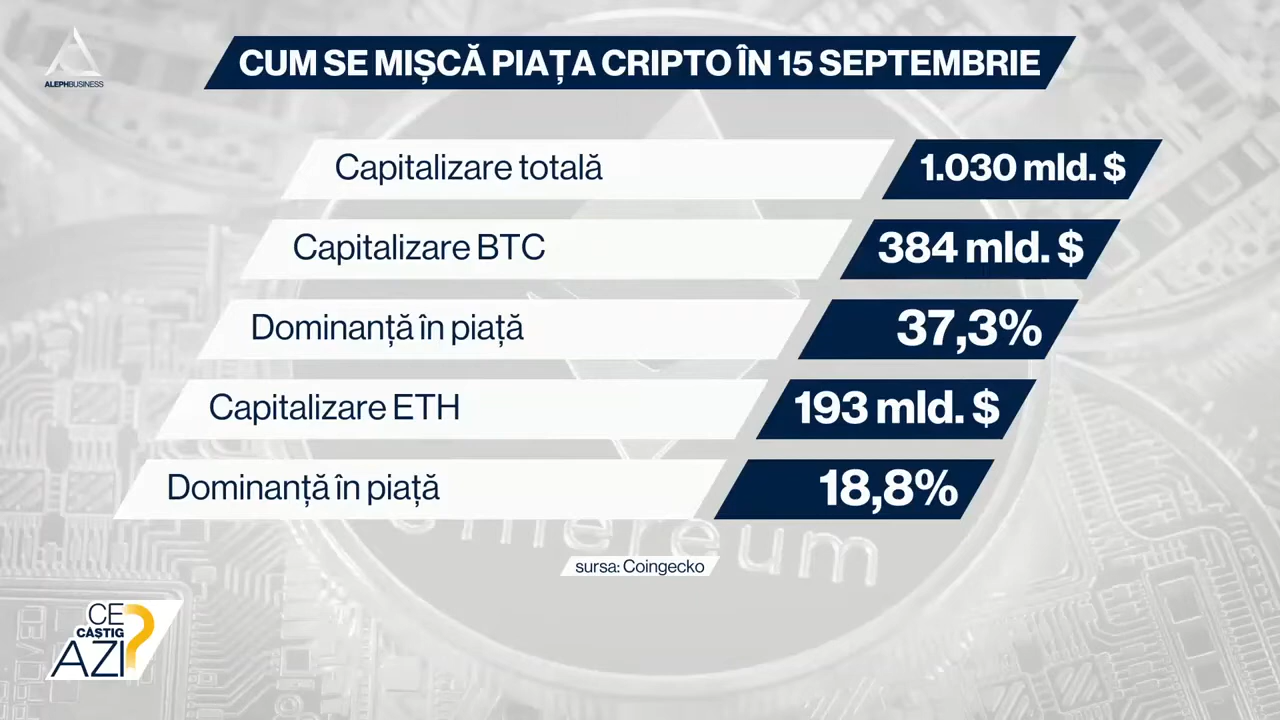 ALEPHBUSINESS
CUM SE MIȘCĂ PIAȚA CRIPTO ÎN 15 SEPTEMBRIE
Capitalizare totală 1.030 mld. $
Capitalizare BTC 384 mld. $
Dominanță în piață 37,3%
Capitalizare ETH 193 mld. $
Dominanță în piață 18,8%
ethereum
sursa: Coingecko
CE
CÂȘTIG
AZI?